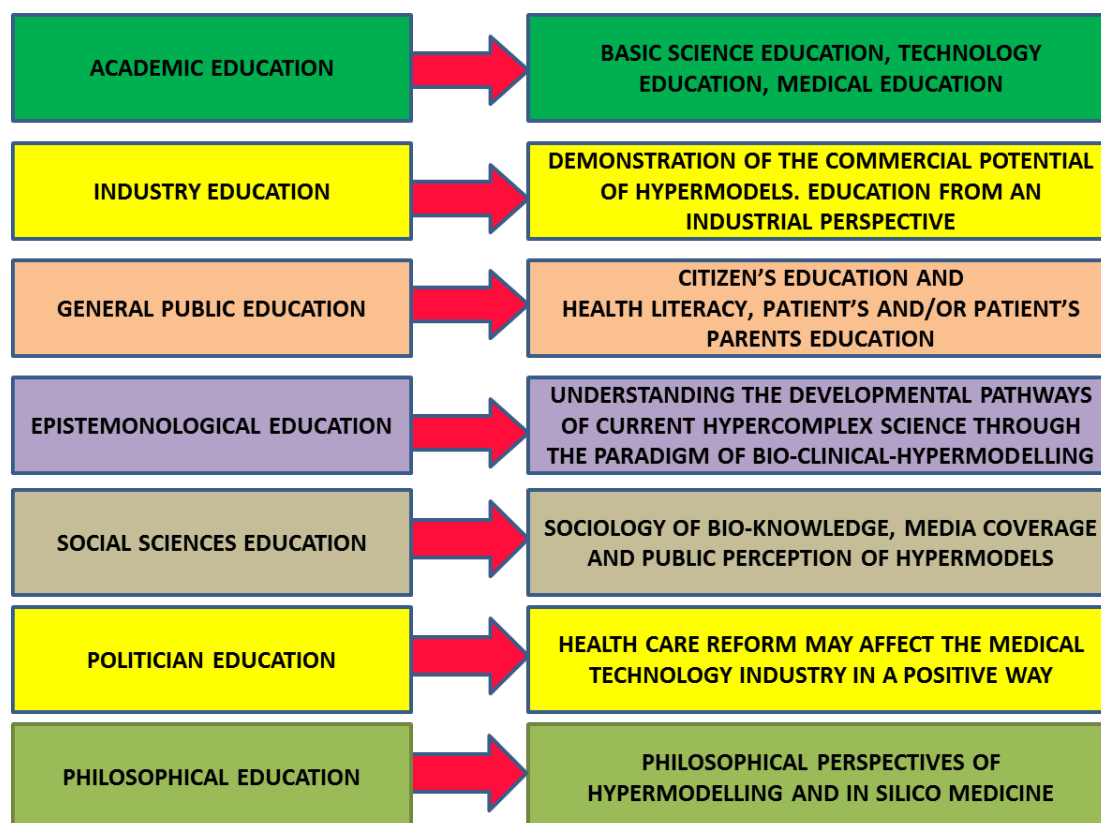 ACADEMIC EDUCATION
BASIC SCIENCE EDUCATION, TECHNOLOGY
EDUCATION, MEDICAL EDUCATION
INDUSTRY EDUCATION
DEMONSTRATION OF THE COMMERCIAL POTENTIAL
OF HYPERMODELS. EDUCATION FROM AN
INDUSTRIAL PERSPECTIVE
GENERAL PUBLIC EDUCATION
CITIZEN’S EDUCATION AND
HEALTH LITERACY, PATIENT’S AND/OR PATIENT’S
PARENTS EDUCATION
EPISTEMONOLOGICAL EDUCATION
UNDERSTANDING THE DEVELOPMENTAL PATHWAYS
OF CURRENT HYPERCOMPLEX SCIENCE THROUGH
THE PARADIGM OF BIO-CLINICAL-HYPERMODELLING
SOCIAL SCIENCES EDUCATION
SOCIOLOGY OF BIO-KNOWLEDGE, MEDIA COVERAGE
AND PUBLIC PERCEPTION OF HYPERMODELS
POLITICIAN EDUCATION
HEALTH CARE REFORM MAY AFFECT THE MEDICAL
TECHNOLOGY INDUSTRY IN A POSITIVE WAY
PHILOSOPHICAL EDUCATION
PHILOSOPHICAL PERSPECTIVES OF
HYPERMODELLING AND IN SILICO MEDICINE